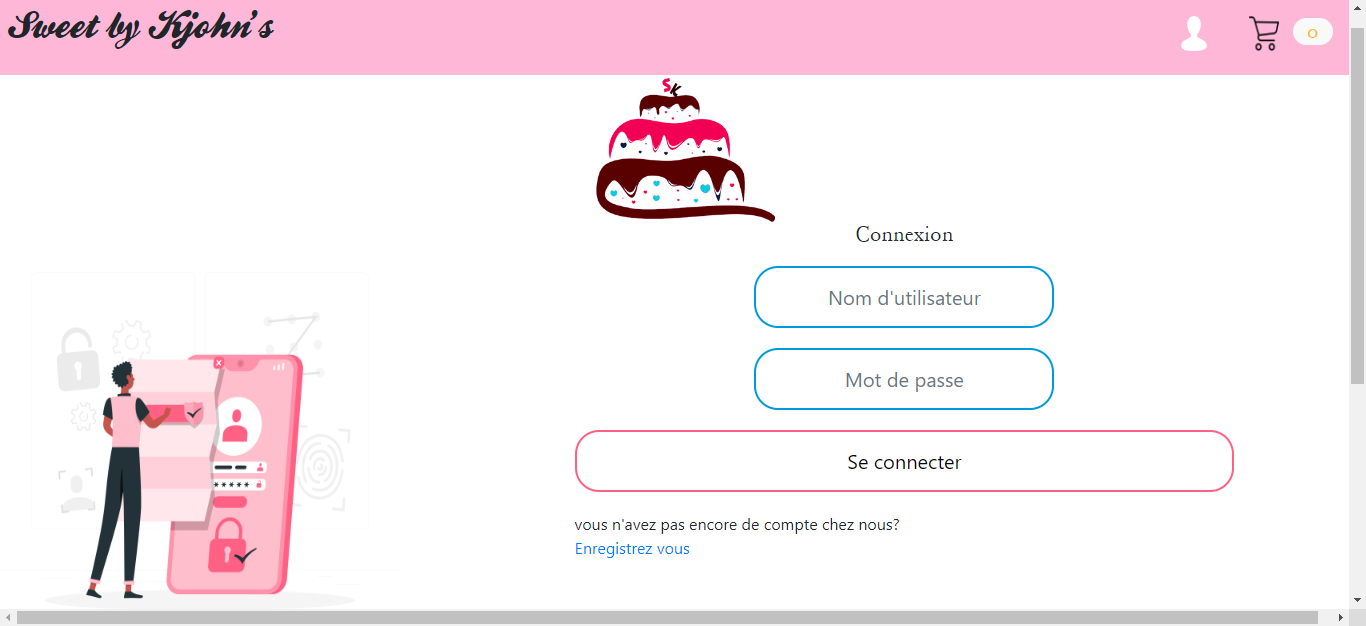 Sweet by Kjohn's
0
SK
Connexion
Nom d'utilisateur
Mot de passe
*****
Se connecter
vous n'avez pas encore de compte chez nous?
Enregistrez vous